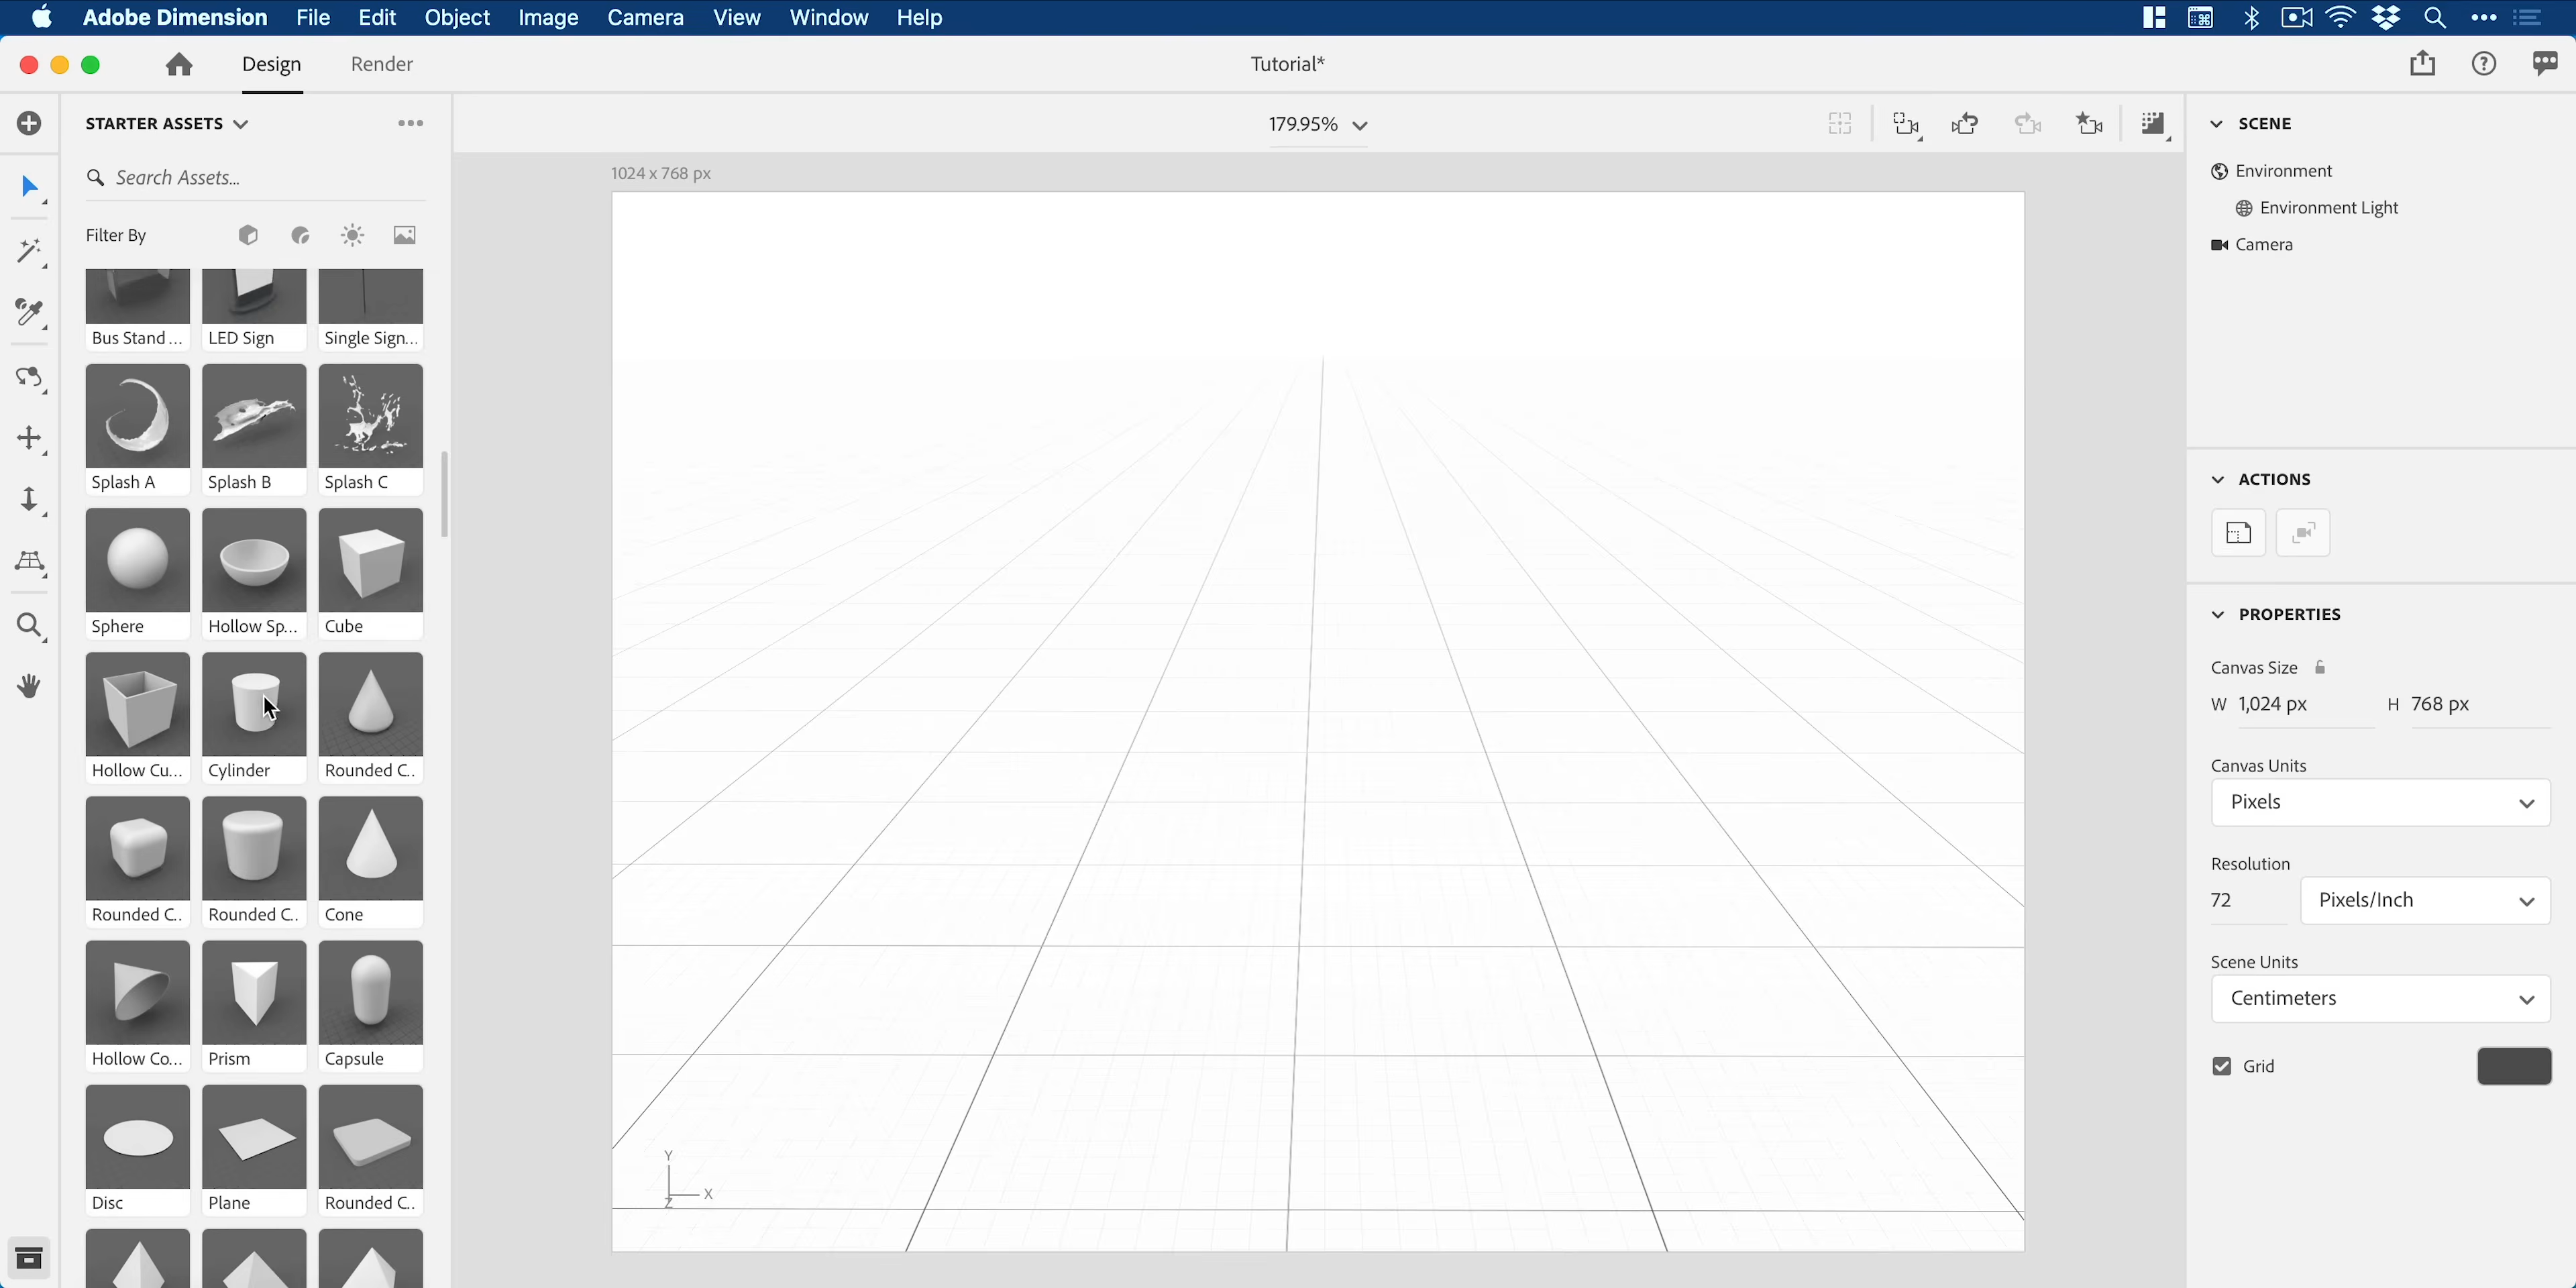 Adobe Dimension File Edit Object Image Camera View Window Help
Design Render Tutorial*
STARTER ASSETS
Search Assets...
Filter By
Bus Stand ... LED Sign Single Sign...
Splash A Splash B Splash C
Sphere Hollow Sp... Cube
Hollow Cu... Cylinder Rounded C..
Rounded C.. Rounded C.. Cone
Hollow Co... Prism Capsule
Disc Plane Rounded C..
179.95%
1024 x 768 px
Y
X
Z
SCENE
Environment
Environment Light
Camera
ACTIONS
PROPERTIES
Canvas Size
W 1,024 px H 768 px
Canvas Units
Pixels
Resolution
72 Pixels/Inch
Scene Units
Centimeters
Grid